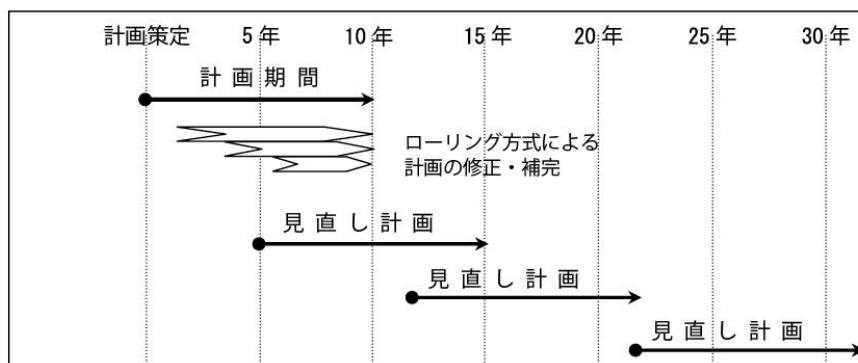 計画策定 5年 10年 15年 20年 25年 30年
計画期間
ローリング方式による
計画の修正・補完
見直し計画
見直し計画
見直し計画